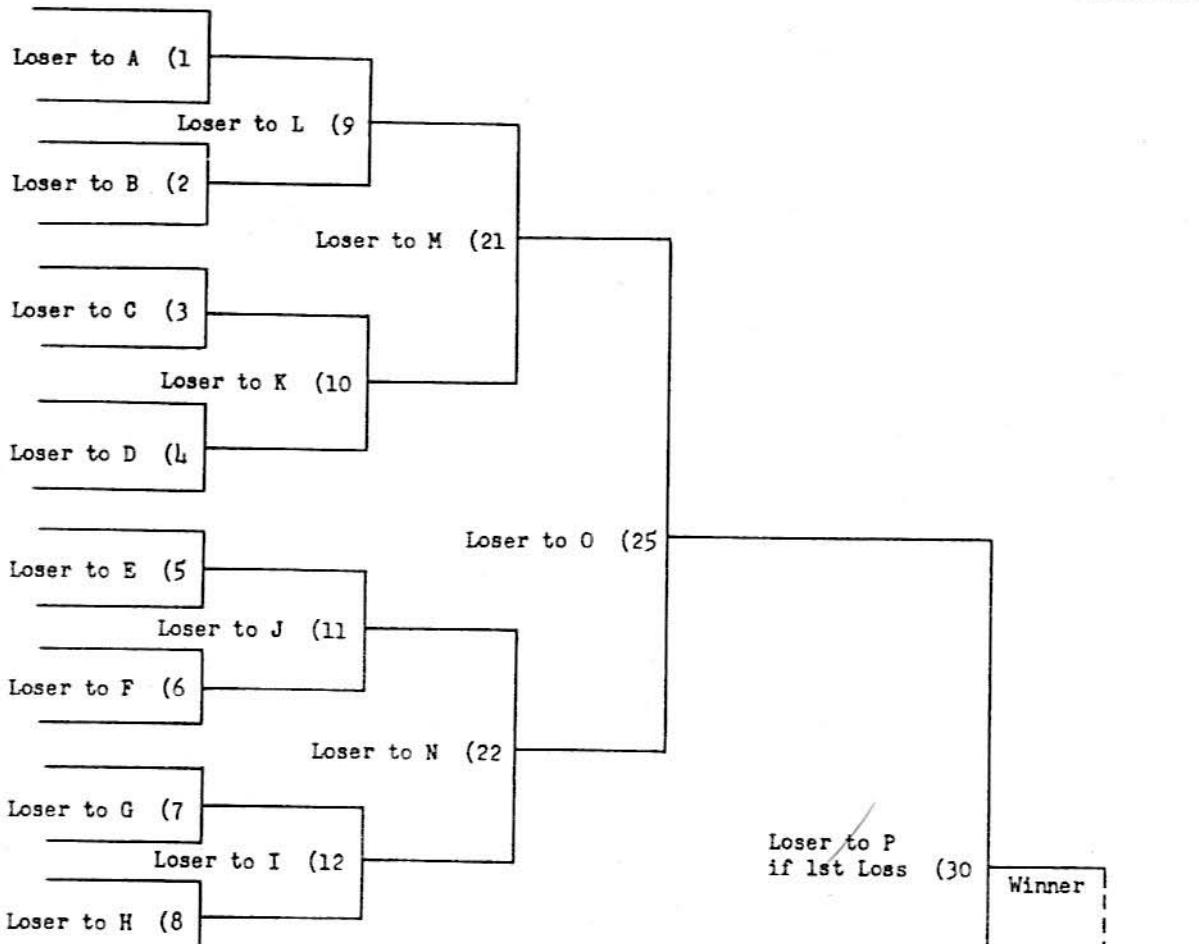 Loser to A (1
Loser to L (9
Loser to B (2
Loser to M (21
Loser to C (3
Loser to K (10
Loser to D (4
Loser to O (25
Loser to E (5
Loser to J (11
Loser to F (6
Loser to N (22
Loser to G (7
Loser to P
if 1st Loss (30
Loser to I (12
Winner
Loser to H (8